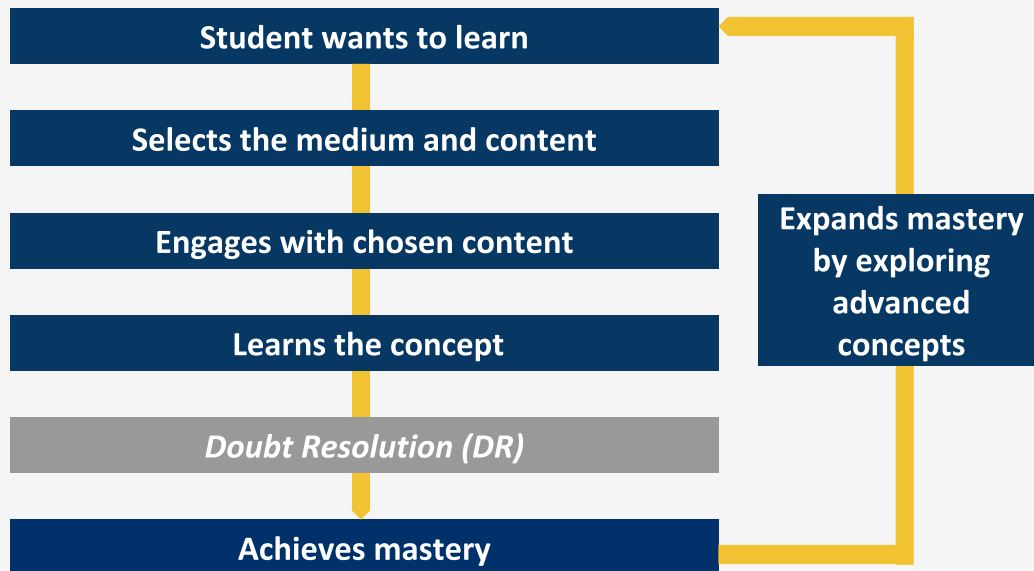 Student wants to learn
Selects the medium and content
Engages with chosen content
Learns the concept
Doubt Resolution (DR)
Achieves mastery
Expands mastery
by exploring
advanced
concepts